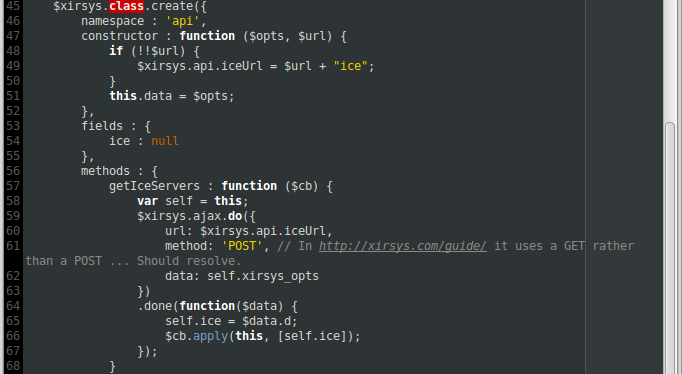 45 $xirsys.class.create({
46 namespace : 'api',
47 constructor : function ($opts, $url) {
48 if (!!$url) {
49 $xirsys.api.iceUrl = $url + "ice";
50 }
51 this.data = $opts;
52 },
53 fields : {
54 ice : null
55 },
56 methods : {
57 getIceServers : function ($cb) {
58 var self = this;
59 $xirsys.ajax.do({
60 url: $xirsys.api.iceUrl,
61 method: 'POST', // In http://xirsys.com/guide/ it uses a GET rather
than a POST ... Should resolve.
62 data: self.xirsys_opts
63 })
64 .done(function($data) {
65 self.ice = $data.d;
66 $cb.apply(this, [self.ice]);
67 });
68 }